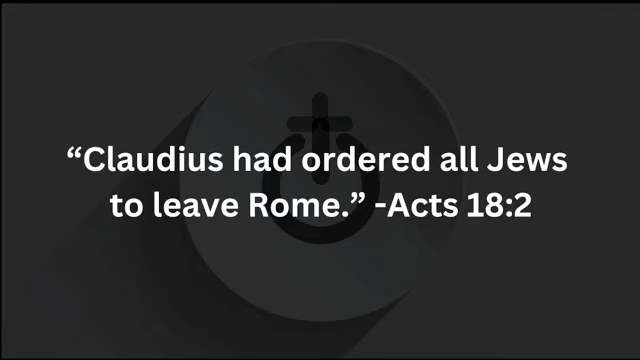 “Claudius had ordered all Jews
to leave Rome.” -Acts 18:2